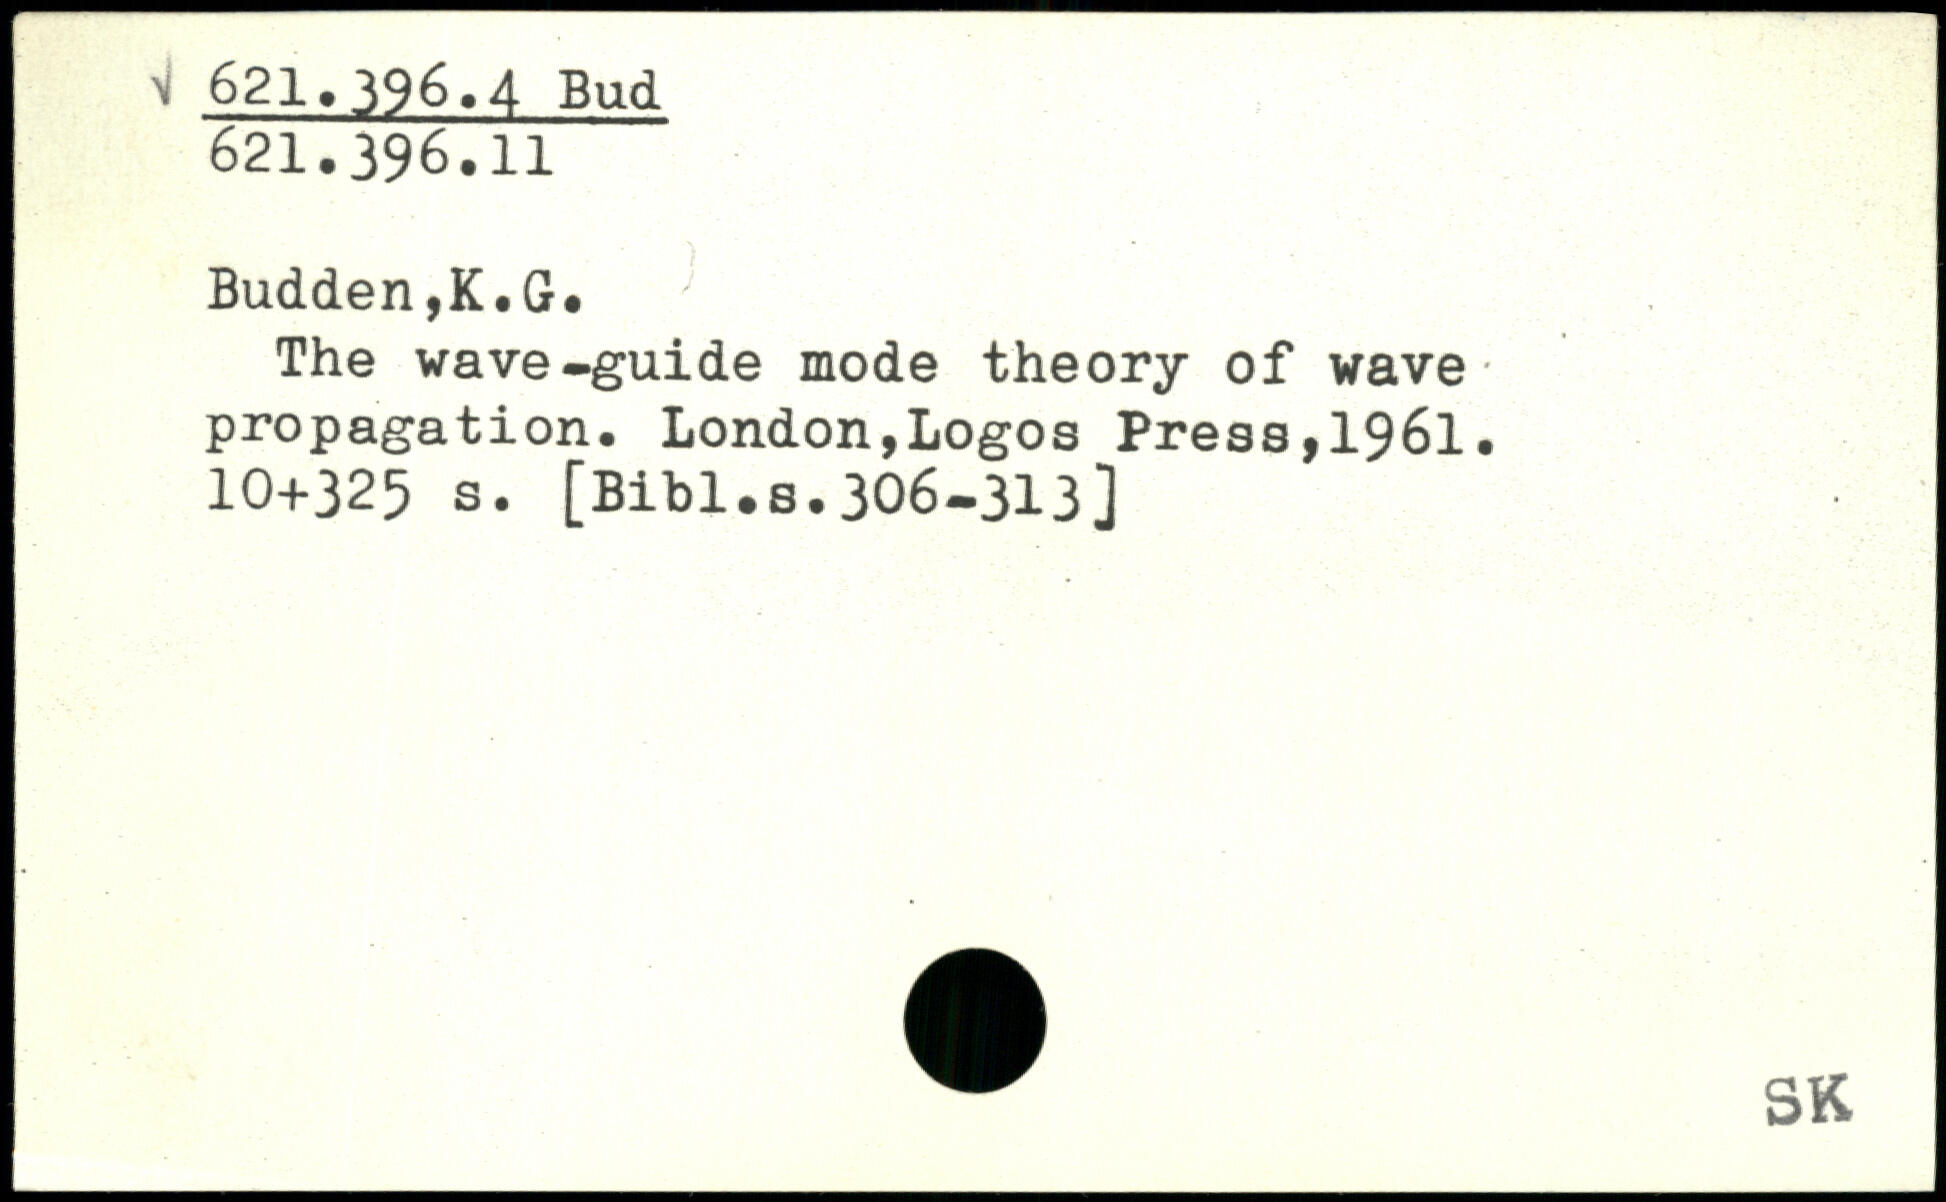 √ 621.396.4 Bud
621.396.11
Budden,K.G.
The wave-guide mode theory of wave
propagation. London,Logos Press,1961.
10+325 s. [Bibl.s.306-313]
SK